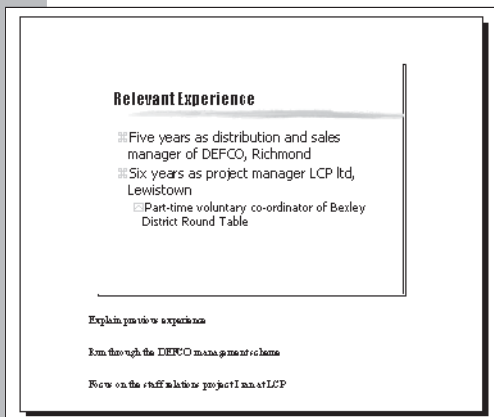 Relevant Experience
Five years as distribution and sales
manager of DEFCO, Richmond
Six years as project manager LCP ltd,
Lewistown
Part-time voluntary co-ordinator of Bexley
District Round Table
Explain previous experience
Run through the DEFCO management scheme
Focus on the staff relations project I ran at LCP